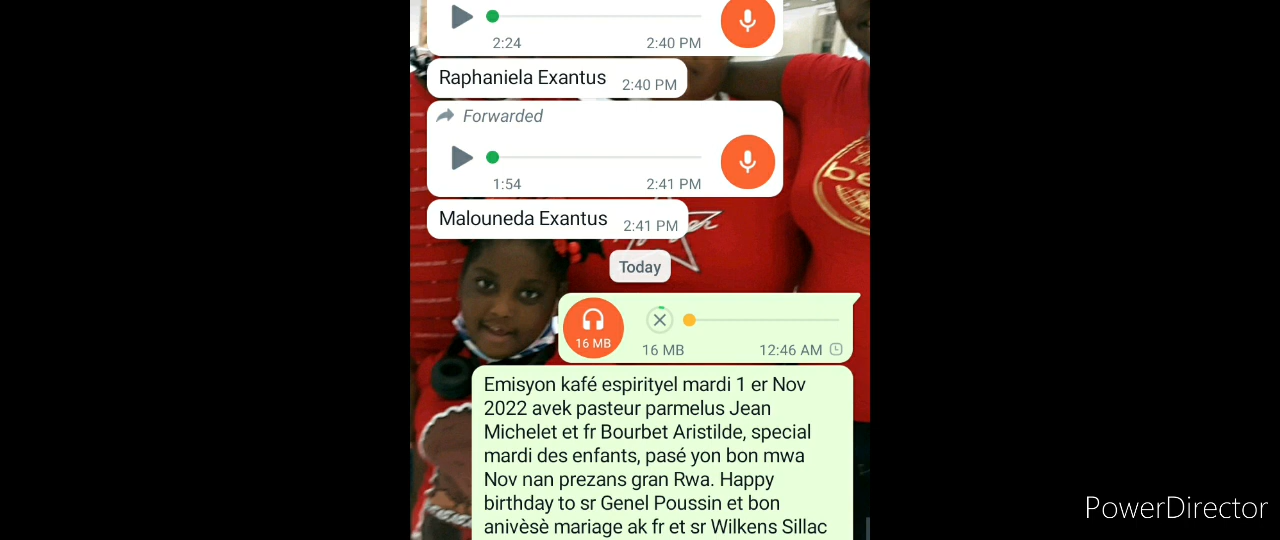 2:24 2:40 PM
Raphaniela Exantus 2:40 PM
Forwarded
1:54 2:41 PM
Malouneda Exantus 2:41 PM
Today
16 MB 16 MB 12:46 AM
Emisyon kafé espirityel mardi 1 er Nov
2022 avek pasteur parmelus Jean
Michelet et fr Bourbet Aristilde, special
mardi des enfants, pasé yon bon mwa
Nov nan prezans gran Rwa. Happy
birthday to sr Genel Poussin et bon
anivèsè mariage ak fr et sr Wilkens Sillac
PowerDirector